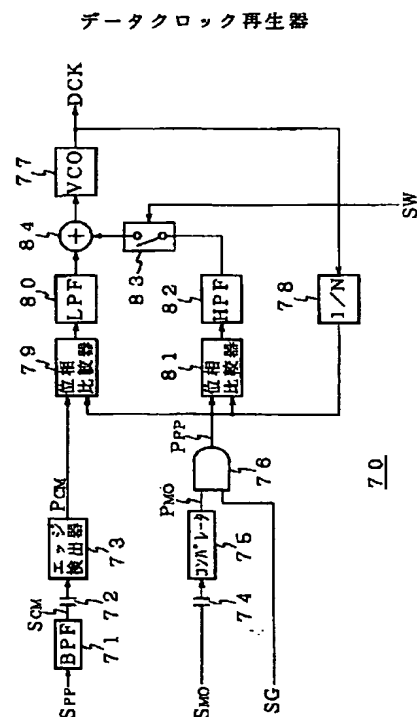 データクロック再生器
SPP
BPF
71
SCM
72
エッジ
検出器
73
PCM
位相
比較器
79
LPF
80
84
+
VCO
77
DCK
SMO
74
コンパレータ
75
PMO
76
PPP
位相
比較器
81
HPF
82
83
SW
SG
1/N
78
70